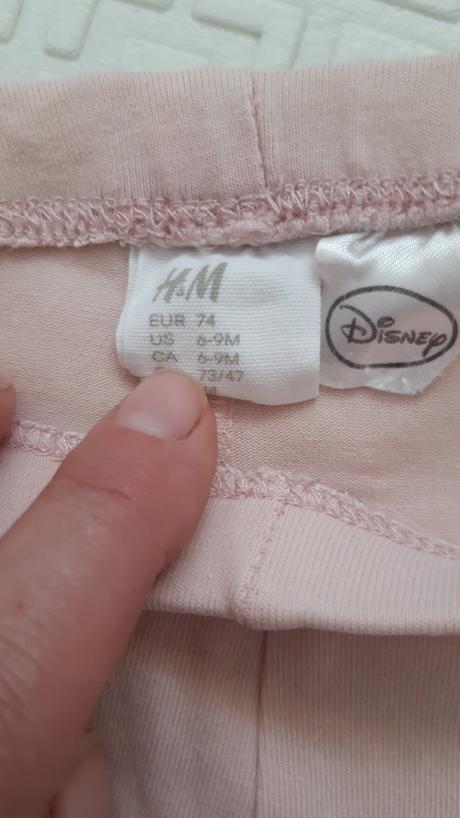 H&M
EUR 74
US 6-9M
CA 6-9M
73/47
Disney